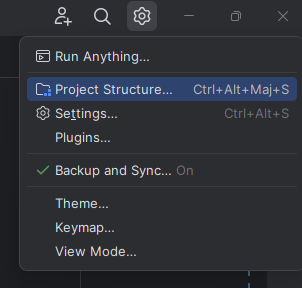 Run Anything...
Project Structure... Ctrl+Alt+Maj+S
Settings... Ctrl+Alt+S
Plugins...
Backup and Sync... On
Theme...
Keymap...
View Mode...